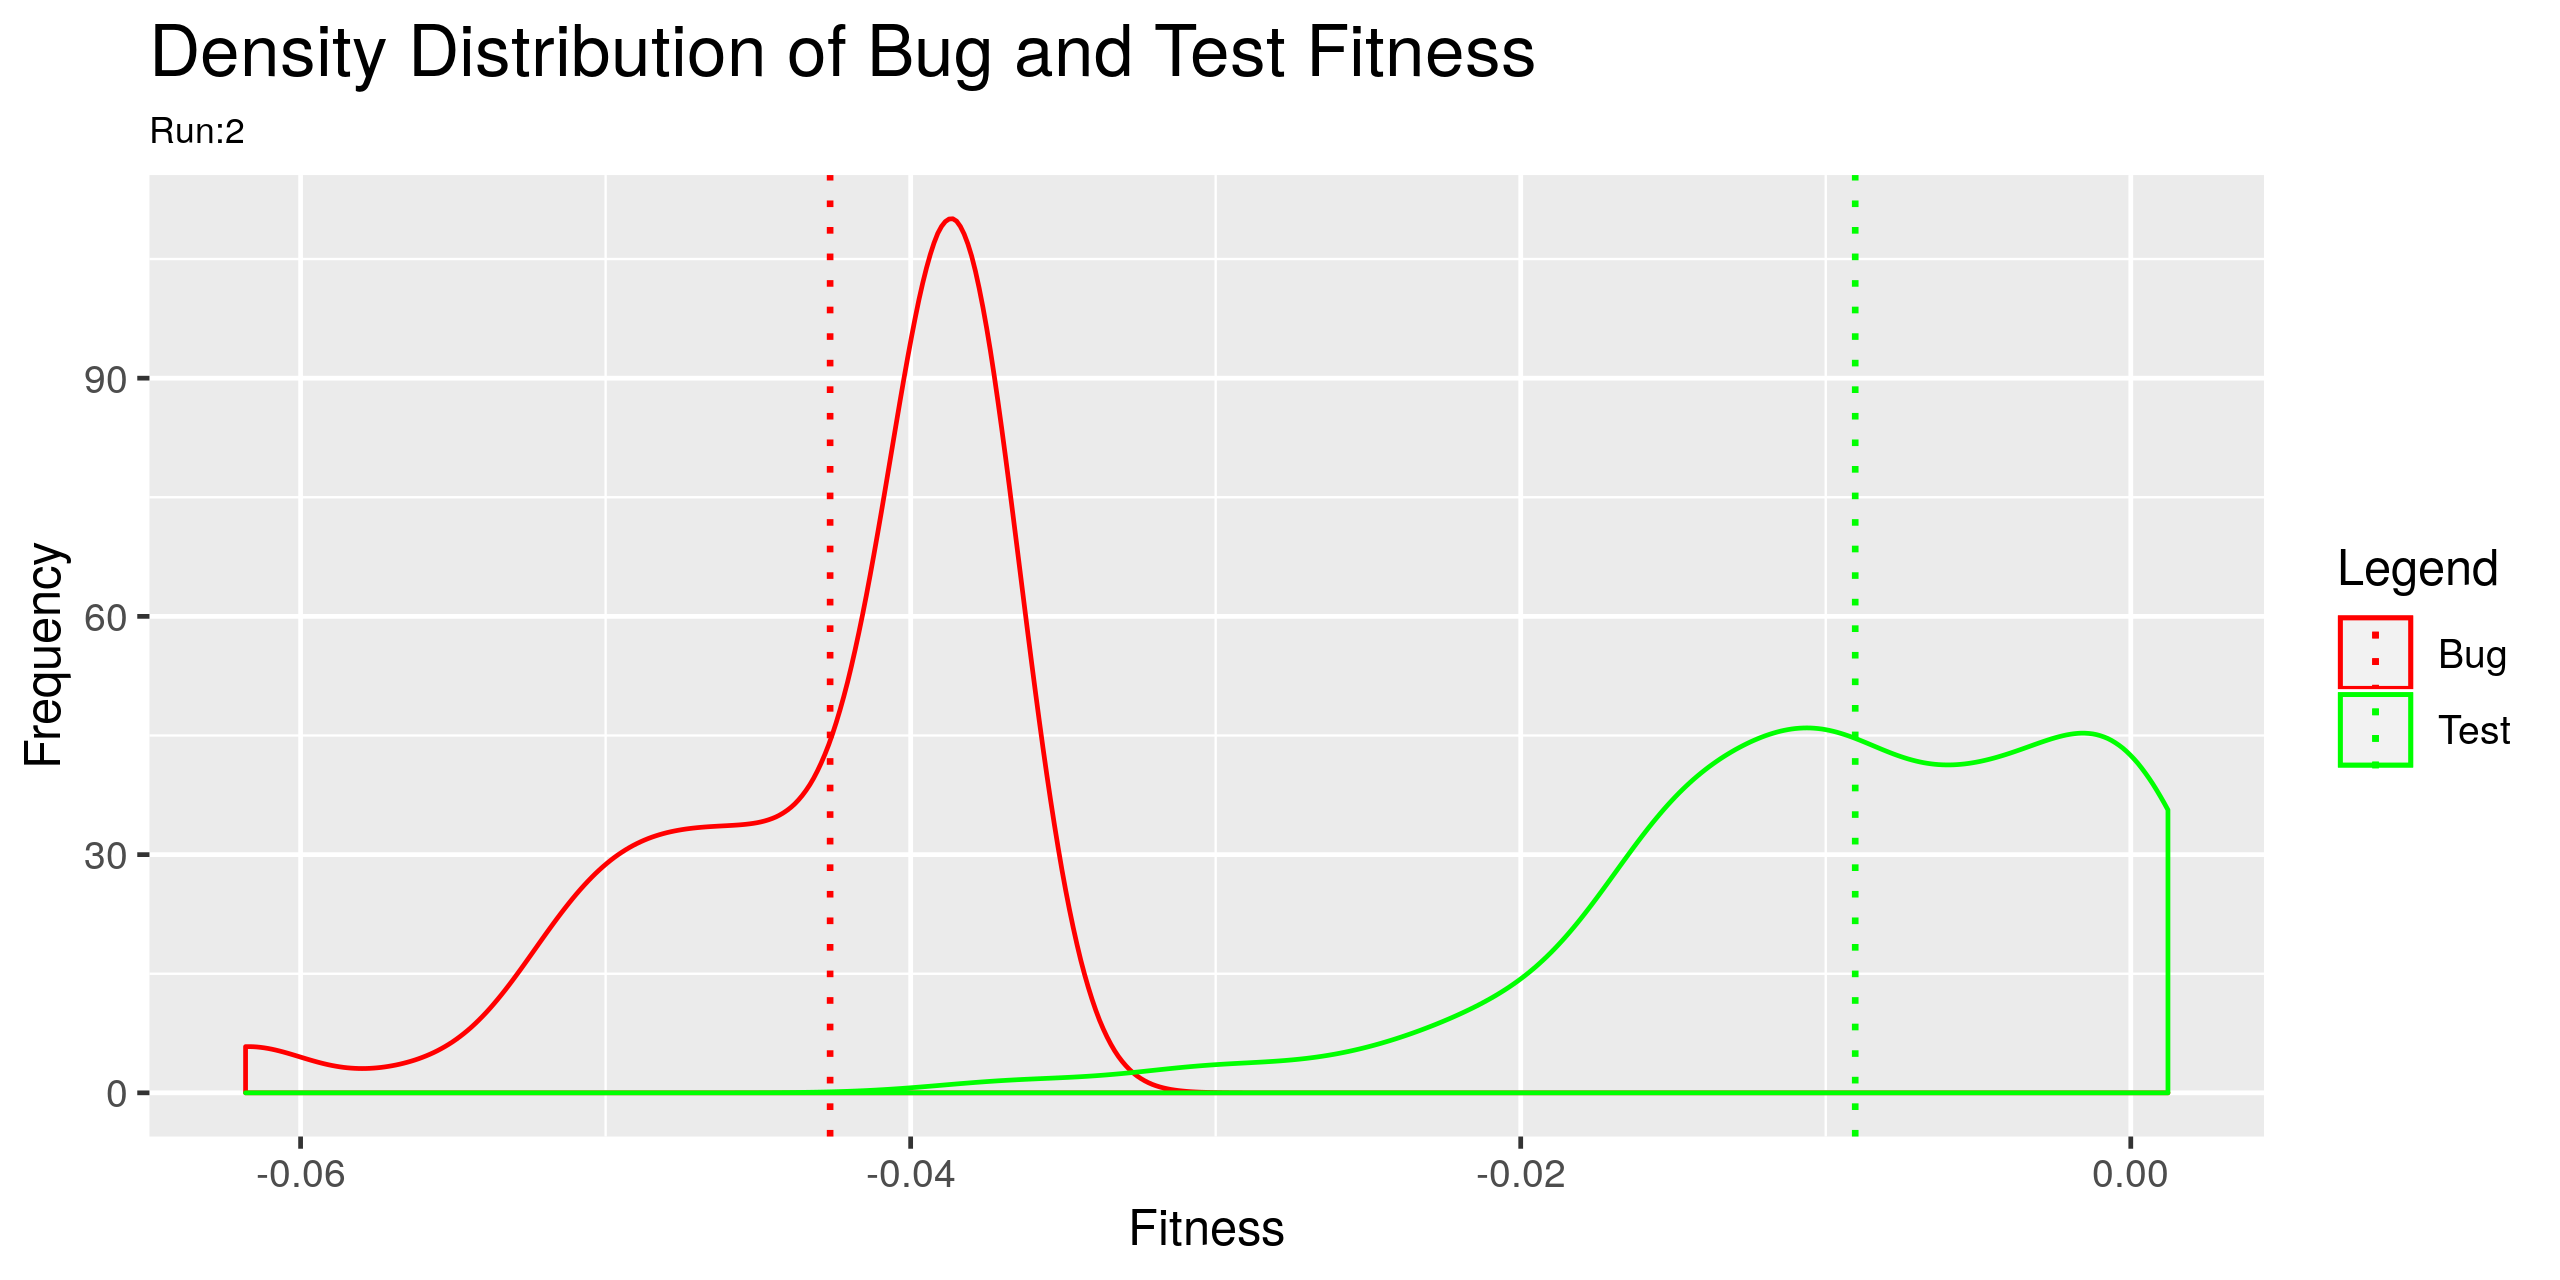 Density Distribution of Bug and Test Fitness
Run:2
Frequency
90
60
30
0
-0.06
-0.04
-0.02
0.00
Fitness
Legend
Bug
Test